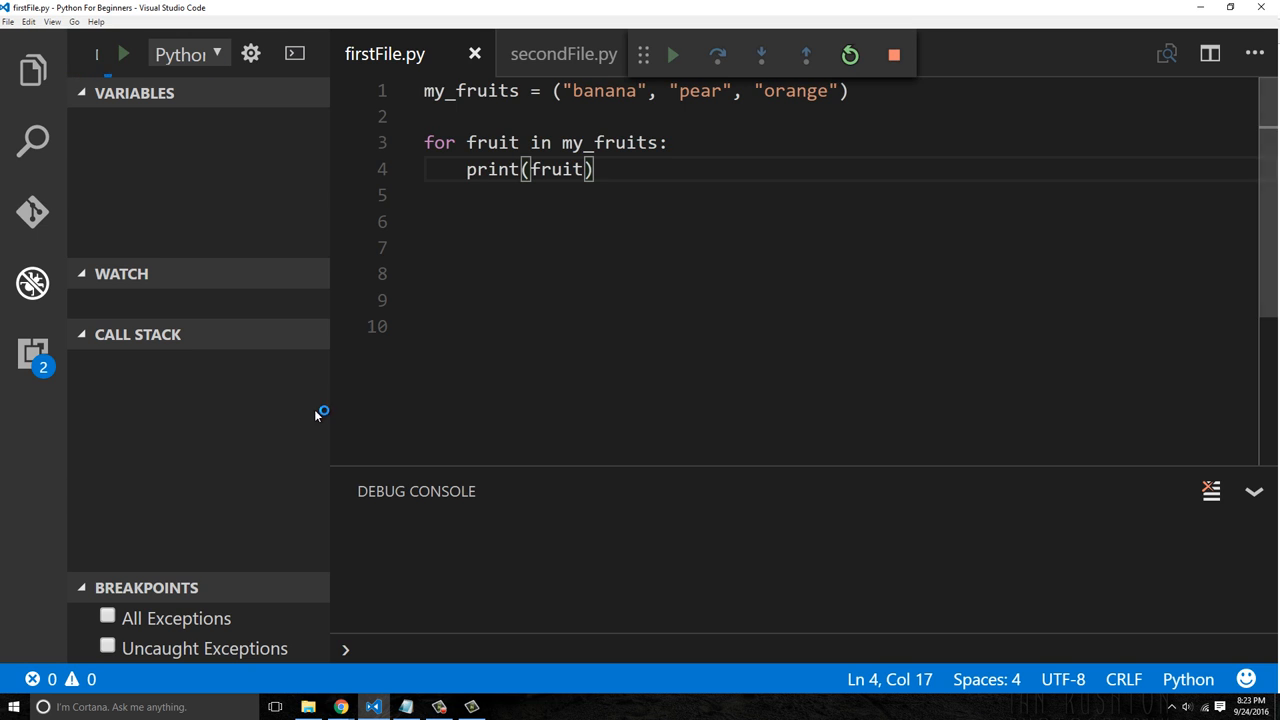 firstFile.py - Python For Beginners - Visual Studio Code
File Edit View Go Help
Pytho
firstFile.py
secondFile.py
VARIABLES
WATCH
CALL STACK
BREAKPOINTS
All Exceptions
Uncaught Exceptions
2
1 my_fruits = ("banana", "pear", "orange")
2
3 for fruit in my_fruits:
4 print(fruit)
5
6
7
8
9
10
DEBUG CONSOLE
0 0
Ln 4, Col 17 Spaces: 4 UTF-8 CRLF Python
I'm Cortana. Ask me anything.
8:23 PM
9/24/2016